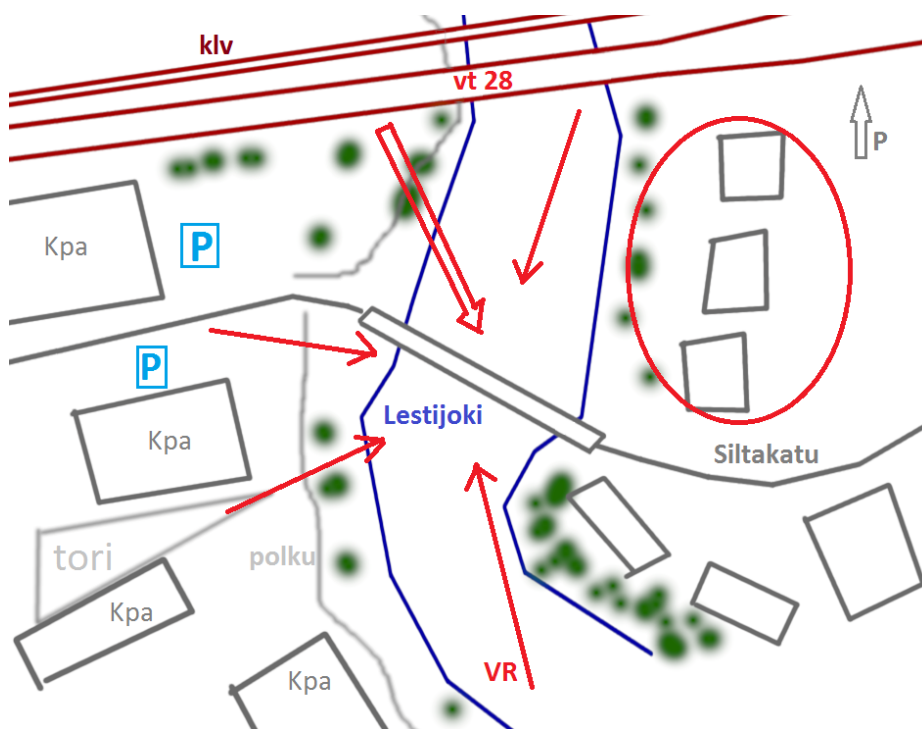 klv
vt 28
P
Kpa
P
P
Lestijoki
Kpa
Siltakatu
tori
polku
Kpa
VR
Kpa